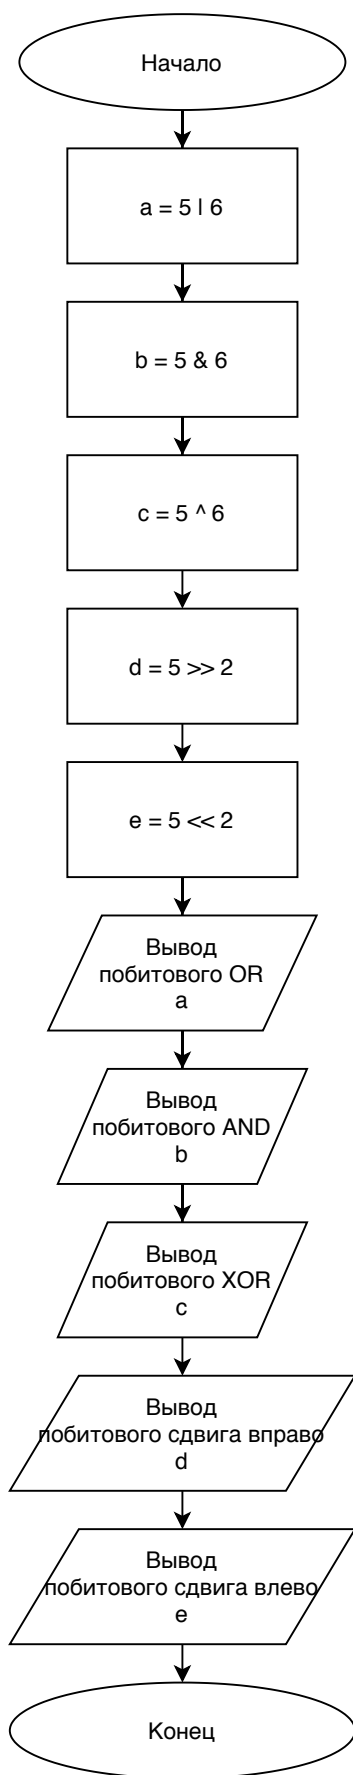 Начало
a = 5 | 6
b = 5 & 6
c = 5 ^ 6
d = 5 >> 2
e = 5 << 2
Вывод
побитового OR
a
Вывод
побитового AND
b
Вывод
побитового XOR
c
Вывод
побитового сдвига вправо
d
Вывод
побитового сдвига влево
e
Конец